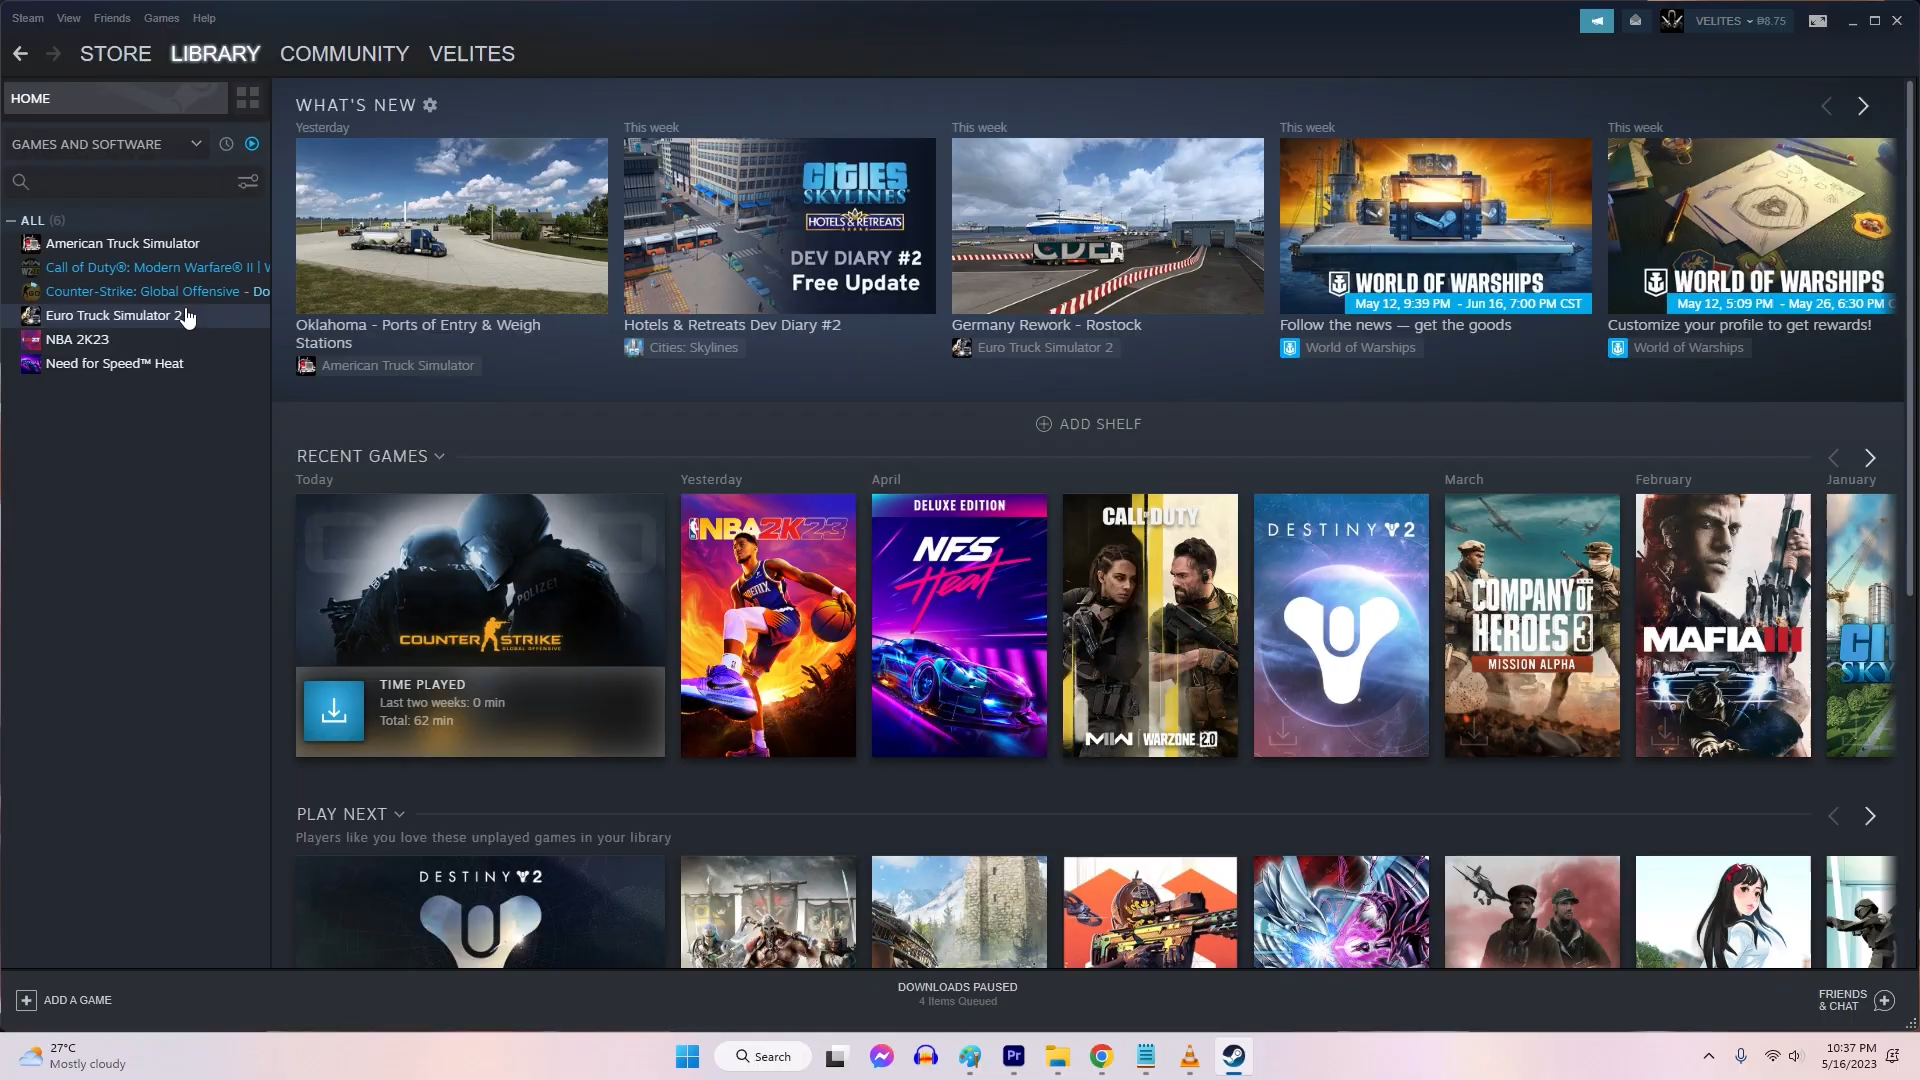 Steam View Friends Games Help
VELITES ₱8.75
STORE LIBRARY COMMUNITY VELITES
HOME
GAMES AND SOFTWARE
ALL (6)
American Truck Simulator
Call of Duty®: Modern Warfare® II | W
Counter-Strike: Global Offensive - Do
Euro Truck Simulator 2
NBA 2K23
Need for Speed™ Heat
WHAT'S NEW
Yesterday
Oklahoma - Ports of Entry & Weigh
Stations
American Truck Simulator
This week
CITIES
SKYLINES
HOTELS & RETREATS
DEV DIARY #2
Free Update
Hotels & Retreats Dev Diary #2
Cities: Skylines
This week
Germany Rework - Rostock
Euro Truck Simulator 2
This week
WORLD OF WARSHIPS
May 12, 9:39 PM - Jun 16, 7:00 PM CST
Follow the news — get the goods
World of Warships
This week
WORLD OF WARSHIPS
May 12, 5:09 PM - May 26, 6:30 PM C
Customize your profile to get rewards!
World of Warships
ADD SHELF
RECENT GAMES
Today
POLIZEI
COUNTER STRIKE
GLOBAL OFFENSIVE
TIME PLAYED
Last two weeks: 0 min
Total: 62 min
Yesterday
NBA 2K23
April
DELUXE EDITION
NFS
Heat
CALL OF DUTY
MW WARZONE 2.0
DESTINY 2
March
COMPANY OF
HEROES 3
MISSION ALPHA
February
MAFIA III
January
CI
SKY
PLAY NEXT
Players like you love these unplayed games in your library
DESTINY 2
ADD A GAME
DOWNLOADS PAUSED
4 Items Queued
FRIENDS
& CHAT
27°C
Mostly cloudy
Search
Pr
10:37 PM
5/16/2023